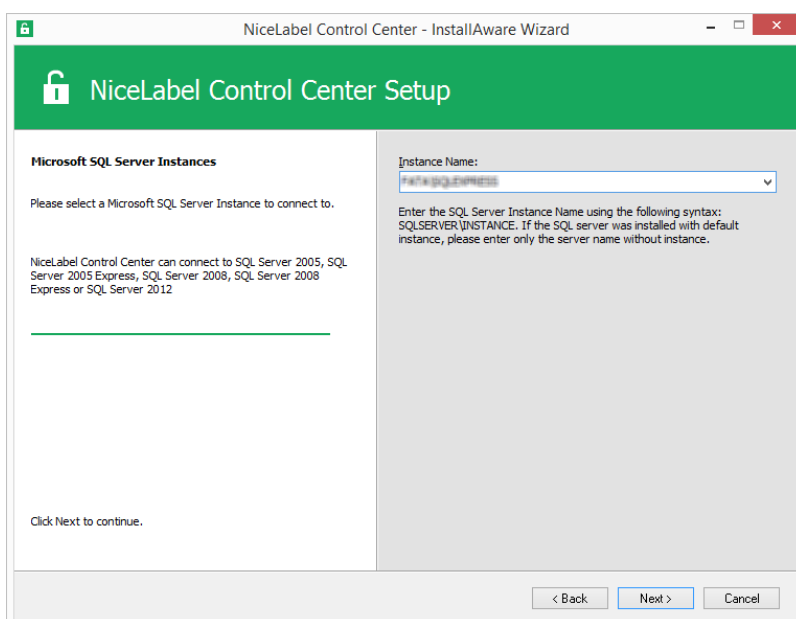 NiceLabel Control Center - InstallAware Wizard
NiceLabel Control Center Setup
Microsoft SQL Server Instances
Please select a Microsoft SQL Server Instance to connect to.
NiceLabel Control Center can connect to SQL Server 2005, SQL
Server 2005 Express, SQL Server 2008, SQL Server 2008
Express or SQL Server 2012
Click Next to continue.
Instance Name:
Enter the SQL Server Instance Name using the following syntax:
SQLSERVER\INSTANCE. If the SQL server was installed with default
instance, please enter only the server name without instance.
< Back
Next >
Cancel